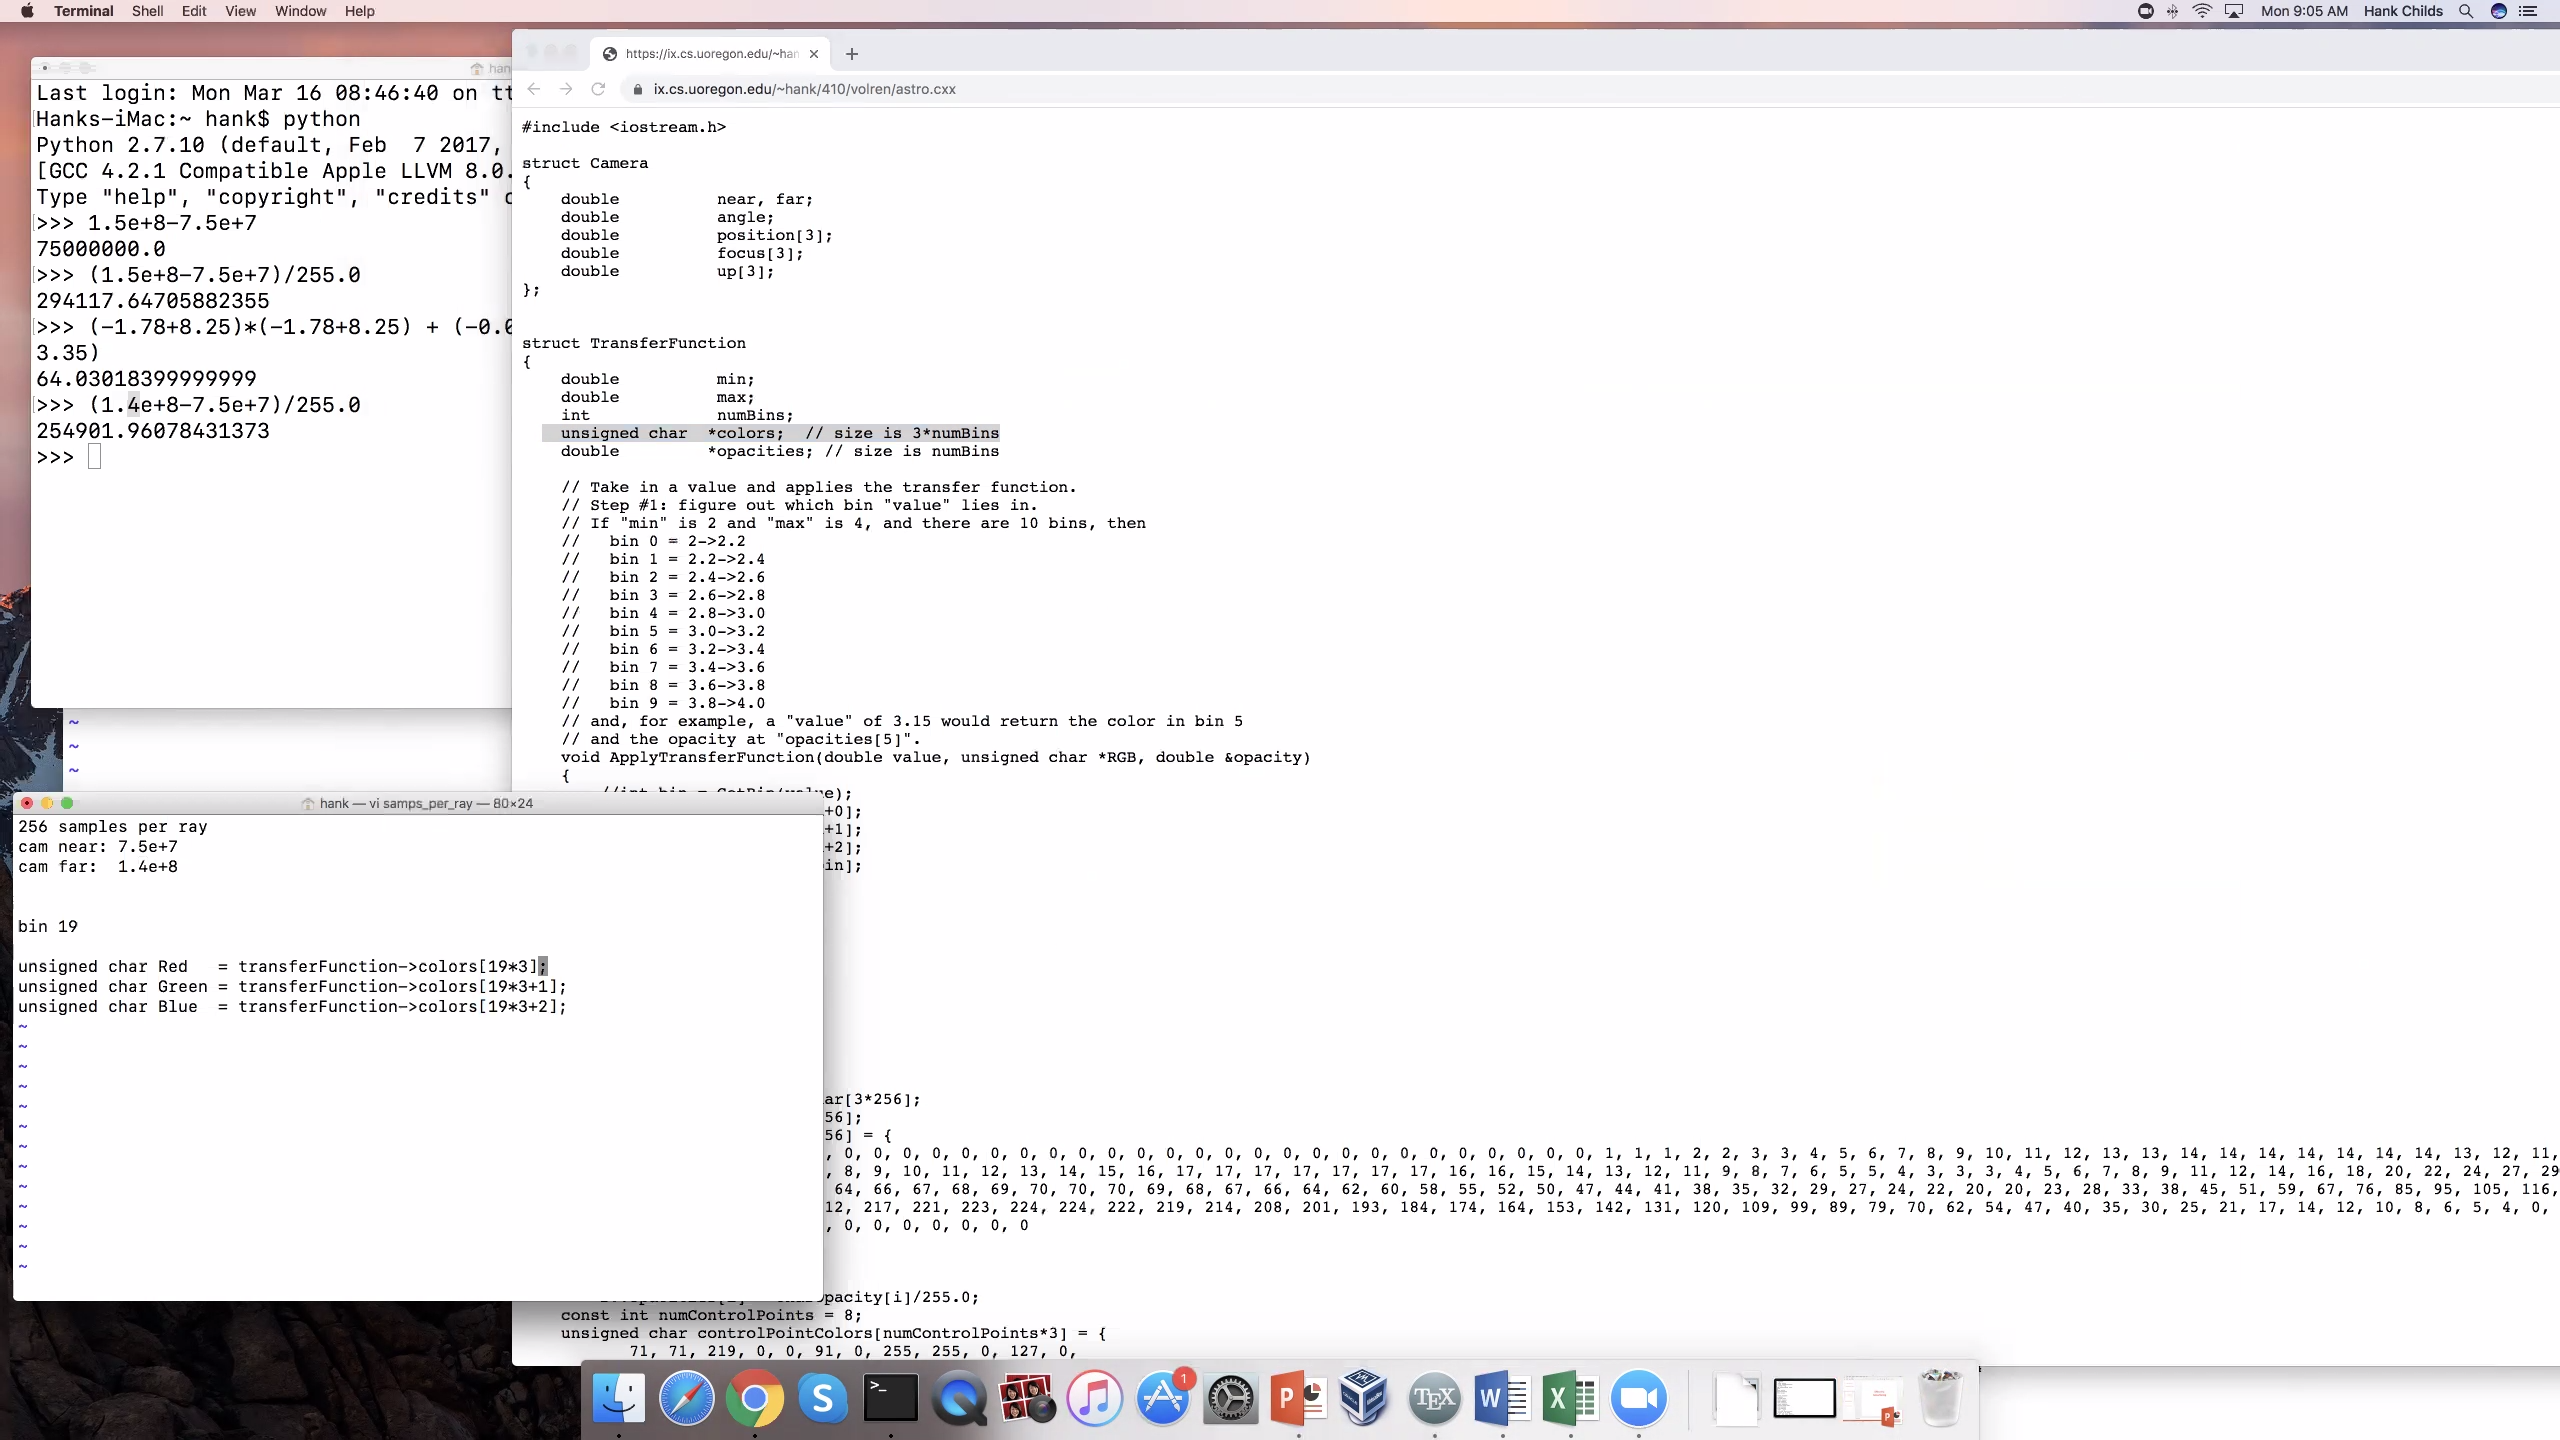 Terminal Shell Edit View Window Help
Mon 9:05 AM Hank Childs
Last login: Mon Mar 16 08:46:40 on tt
Hanks-iMac:~ hank$ python
Python 2.7.10 (default, Feb  7 2017,
[GCC 4.2.1 Compatible Apple LLVM 8.0.
Type "help", "copyright", "credits"
>>> 1.5e+8-7.5e+7
75000000.0
>>> (1.5e+8-7.5e+7)/255.0
294117.64705882355
>>> (-1.78+8.25)*(-1.78+8.25) + (-0.0
3.35)
64.03018399999999
>>> (1.4e+8-7.5e+7)/255.0
254901.96078431373
>>>
~
~
~
hank — vi samps_per_ray — 80×24
256 samples per ray
cam near: 7.5e+7
cam far:  1.4e+8
bin 19
unsigned char Red   = transferFunction->colors[19*3];
unsigned char Green = transferFunction->colors[19*3+1];
unsigned char Blue  = transferFunction->colors[19*3+2];
~
~
~
~
~
~
~
~
~
~
~
~
~
https://ix.cs.uoregon.edu/~han
ix.cs.uoregon.edu/~hank/410/volren/astro.cxx
#include <iostream.h>
struct Camera
{
double near, far;
double angle;
double position[3];
double focus[3];
double up[3];
};
struct TransferFunction
{
double min;
double max;
int numBins;
unsigned char *colors;  // size is 3*numBins
double *opacities; // size is numBins
// Take in a value and applies the transfer function.
// Step #1: figure out which bin "value" lies in.
// If "min" is 2 and "max" is 4, and there are 10 bins, then
//   bin 0 = 2->2.2
//   bin 1 = 2.2->2.4
//   bin 2 = 2.4->2.6
//   bin 3 = 2.6->2.8
//   bin 4 = 2.8->3.0
//   bin 5 = 3.0->3.2
//   bin 6 = 3.2->3.4
//   bin 7 = 3.4->3.6
//   bin 8 = 3.6->3.8
//   bin 9 = 3.8->4.0
// and, for example, a "value" of 3.15 would return the color in bin 5
// and the opacity at "opacities[5]".
void ApplyTransferFunction(double value, unsigned char *RGB, double &opacity)
{
//int bin = GetBin(value);
+0];
+1];
+2];
in];
ar[3*256];
56];
56] = {
, 0, 0, 0, 0, 0, 0, 0, 0, 0, 0, 0, 0, 0, 0, 0, 0, 0, 0, 0, 0, 0, 0, 0, 0, 0, 0, 1, 1, 1, 2, 2, 3, 3, 4, 5, 6, 7, 8, 9, 10, 11, 12, 13, 13, 14, 14, 14, 14, 14, 14, 14, 13, 12, 11,
, 8, 9, 10, 11, 12, 13, 14, 15, 16, 17, 17, 17, 17, 17, 17, 17, 16, 16, 15, 14, 13, 12, 11, 9, 8, 7, 6, 5, 5, 4, 3, 3, 3, 4, 5, 6, 7, 8, 9, 11, 12, 14, 16, 18, 20, 22, 24, 27, 29
64, 66, 67, 68, 69, 70, 70, 70, 69, 68, 67, 66, 64, 62, 60, 58, 55, 52, 50, 47, 44, 41, 38, 35, 32, 29, 27, 24, 22, 20, 20, 23, 28, 33, 38, 45, 51, 59, 67, 76, 85, 95, 105, 116,
12, 217, 221, 223, 224, 224, 222, 219, 214, 208, 201, 193, 184, 174, 164, 153, 142, 131, 120, 109, 99, 89, 79, 70, 62, 54, 47, 40, 35, 30, 25, 21, 17, 14, 12, 10, 8, 6, 5, 4, 0,
, 0, 0, 0, 0, 0, 0, 0
opacity[i]/255.0;
const int numControlPoints = 8;
unsigned char controlPointColors[numControlPoints*3] = {
71, 71, 219, 0, 0, 91, 0, 255, 255, 0, 127, 0,
1